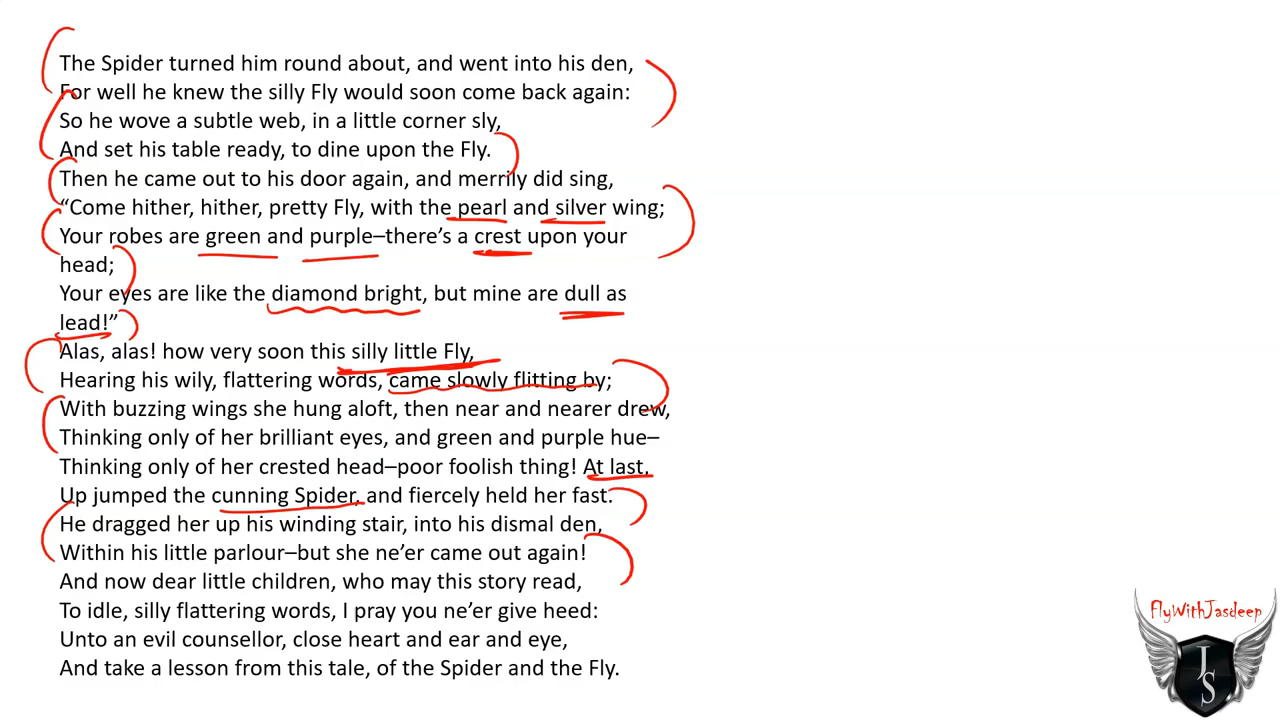 The Spider turned him round about, and went into his den,
For well he knew the silly Fly would soon come back again:
So he wove a subtle web, in a little corner sly,
And set his table ready, to dine upon the Fly.
Then he came out to his door again, and merrily did sing,
“Come hither, hither, pretty Fly, with the pearl and silver wing;
Your robes are green and purple–there’s a crest upon your
head;
Your eyes are like the diamond bright, but mine are dull as
lead!”
Alas, alas! how very soon this silly little Fly,
Hearing his wily, flattering words, came slowly flitting by;
With buzzing wings she hung aloft, then near and nearer drew,
Thinking only of her brilliant eyes, and green and purple hue–
Thinking only of her crested head–poor foolish thing! At last,
Up jumped the cunning Spider, and fiercely held her fast.
He dragged her up his winding stair, into his dismal den,
Within his little parlour–but she ne’er came out again!
And now dear little children, who may this story read,
To idle, silly flattering words, I pray you ne’er give heed:
Unto an evil counsellor, close heart and ear and eye,
And take a lesson from this tale, of the Spider and the Fly.
FlyWithJasdeep
JS